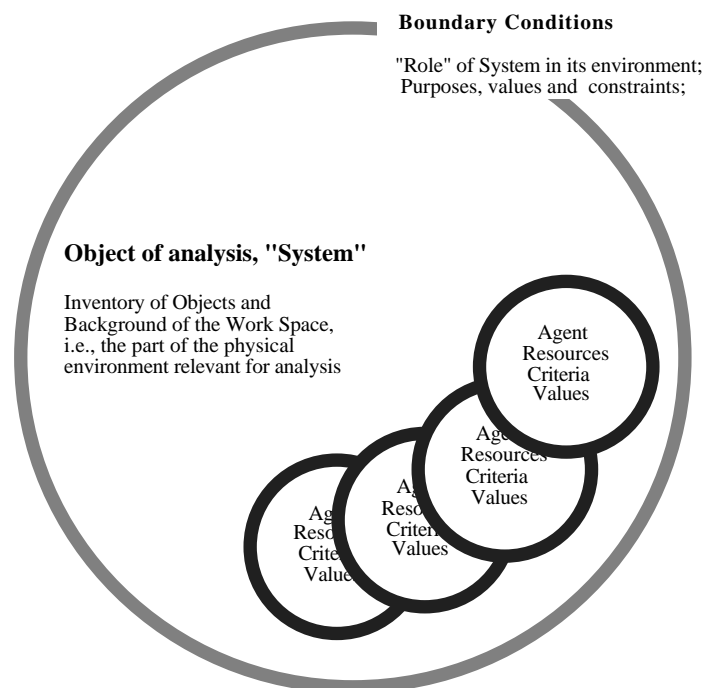 Boundary Conditions
"Role" of System in its environment;
Purposes, values and constraints;
Object of analysis, "System"
Inventory of Objects and
Background of the Work Space,
i.e., the part of the physical
environment relevant for analysis
Agent
Resources
Criteria
Values
Resources
Criteria
Values
Values